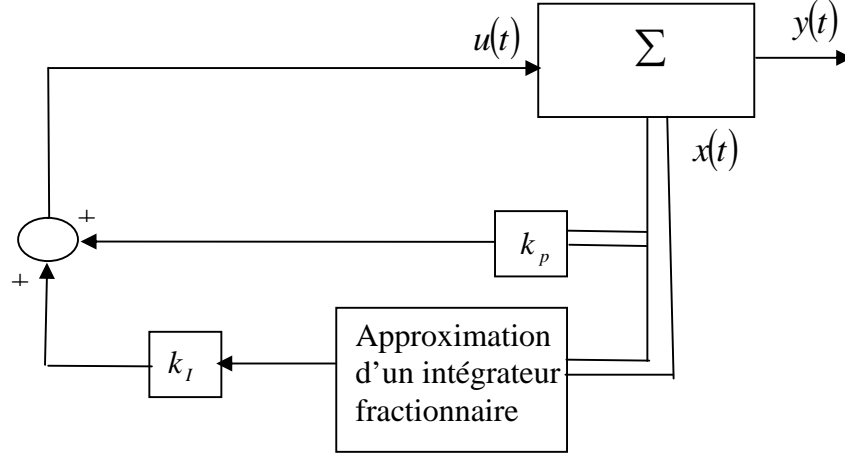 u(t)
Σ
y(t)
x(t)
+
k_p
+
k_I
Approximation
d’un intégrateur
fractionnaire